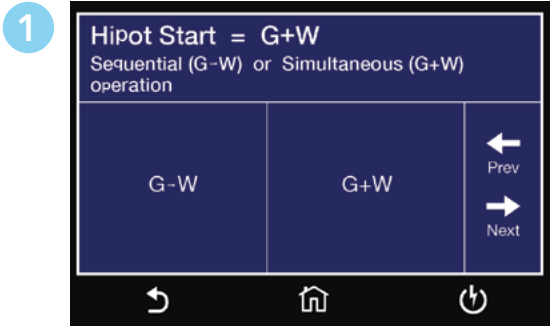 1
Hipot Start = G+W
Sequential (G-W) or Simultaneous (G+W)
operation
G-W
G+W
Prev
Next